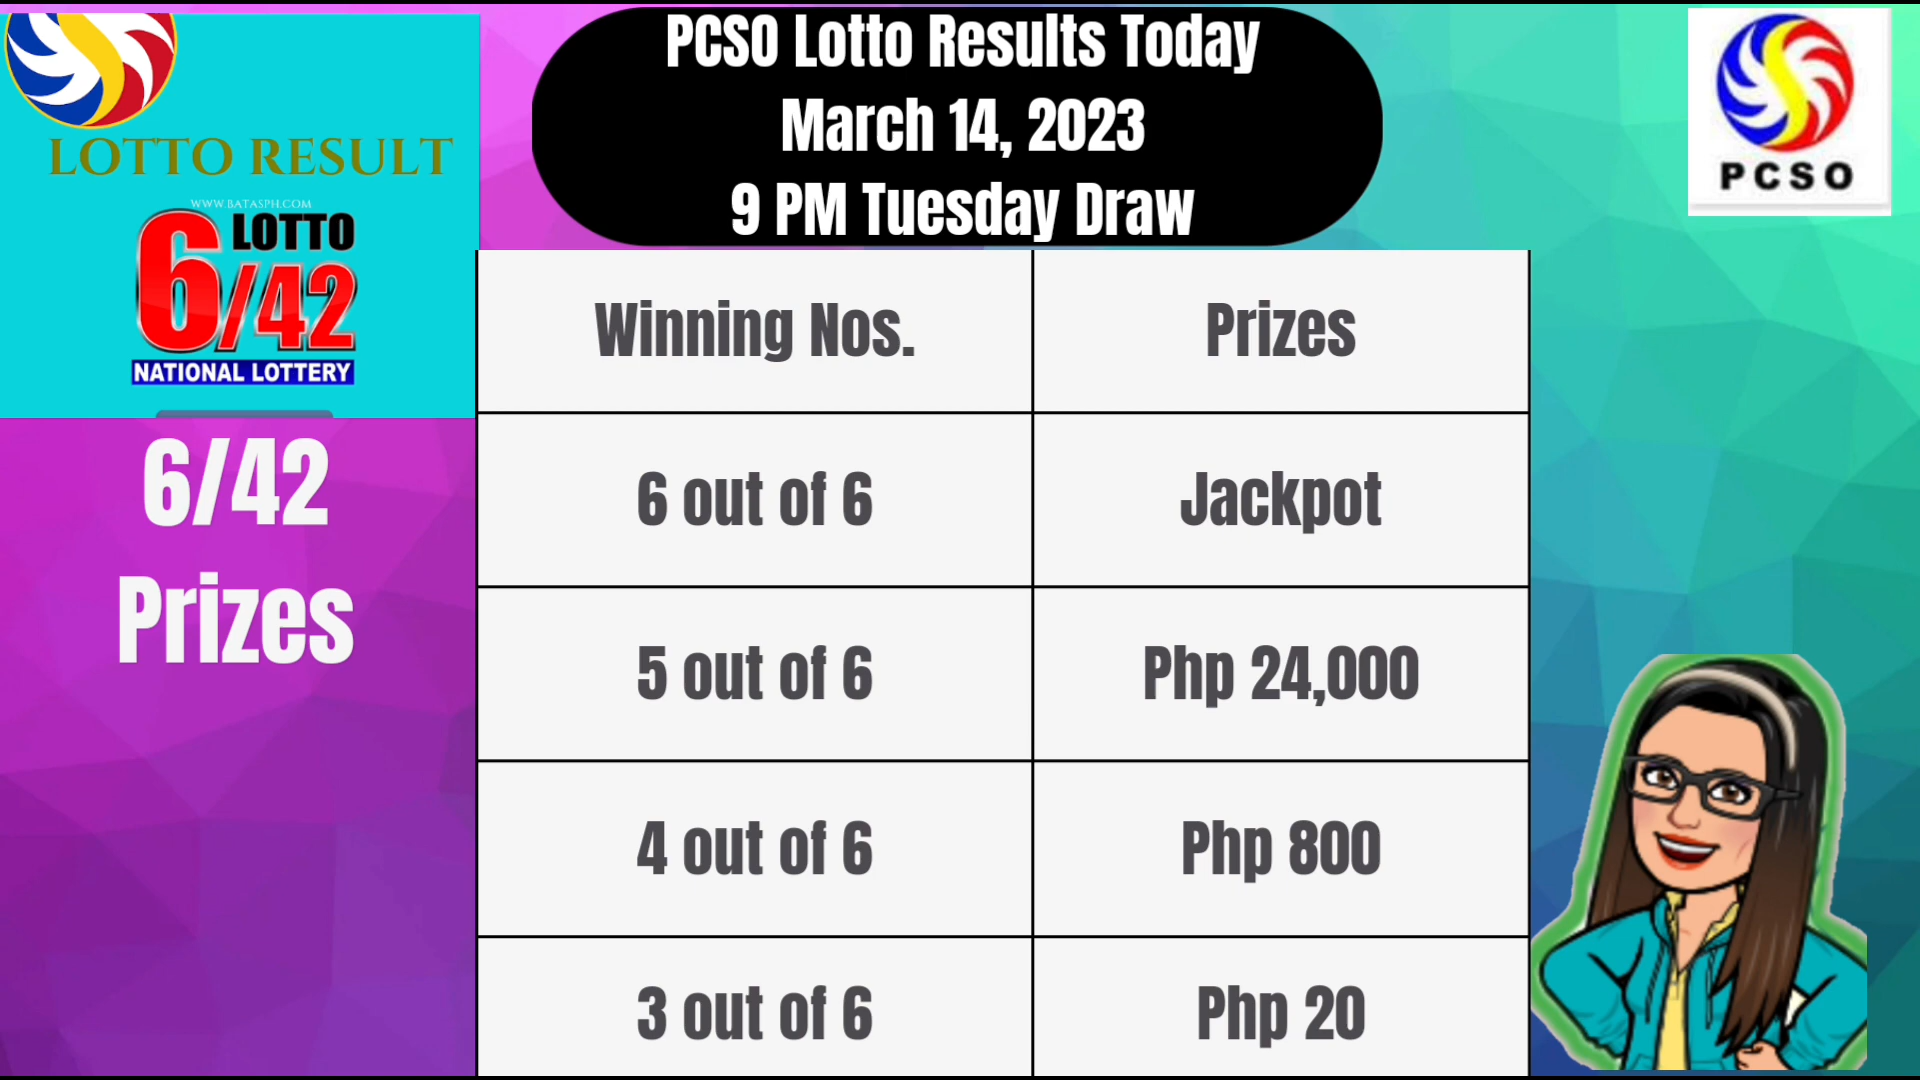 PCSO Lotto Results Today
March 14, 2023
9 PM Tuesday Draw
PCSO
LOTTO RESULT
WWW.BATASPH.COM
LOTTO
6/42
NATIONAL LOTTERY
6/42
Prizes
Winning Nos. Prizes
6 out of 6 Jackpot
5 out of 6 Php 24,000
4 out of 6 Php 800
3 out of 6 Php 20